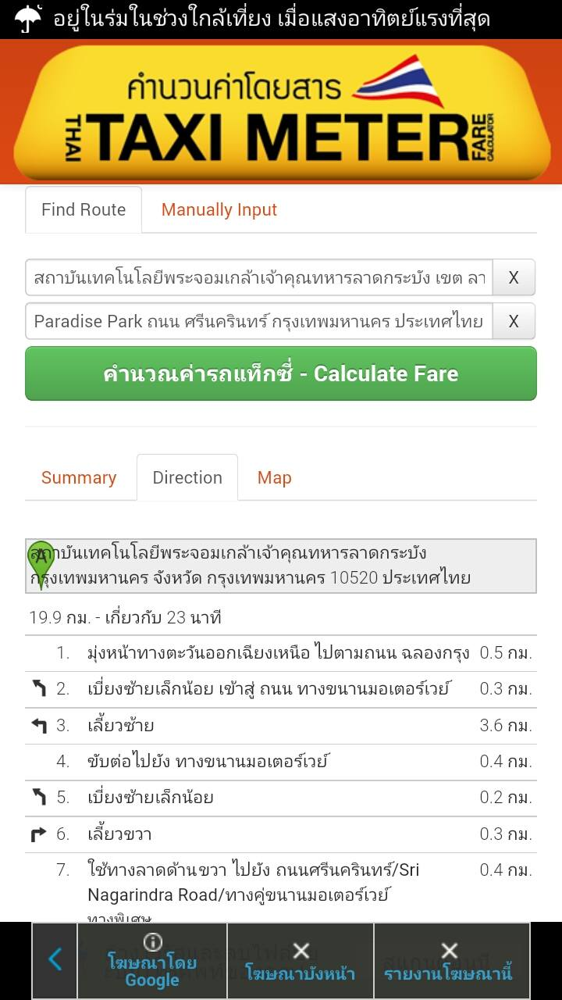 อยู่ในร่มในช่วงใกล้เที่ยง เมื่อแสงอาทิตย์แรงที่สุด
คำนวนค่าโดยสาร
THAI TAXI METER FARE CALCULATOR
Find Route Manually Input
สถาบันเทคโนโลยีพระจอมเกล้าเจ้าคุณทหารลาดกระบัง เขต ลา X
Paradise Park ถนน ศรีนครินทร์ กรุงเทพมหานคร ประเทศไทย X
คำนวณค่ารถแท็กซี่ - Calculate Fare
Summary Direction Map
A สถาบันเทคโนโลยีพระจอมเกล้าเจ้าคุณทหารลาดกระบัง
กรุงเทพมหานคร จังหวัด กรุงเทพมหานคร 10520 ประเทศไทย
19.9 กม. - เกี่ยวกับ 23 นาที
1. มุ่งหน้าทางตะวันออกเฉียงเหนือ ไปตามถนน ฉลองกรุง 0.5 กม.
2. เบี่ยงซ้ายเล็กน้อย เข้าสู่ ถนน ทางขนานมอเตอร์เวย์ 0.3 กม.
3. เลี้ยวซ้าย 3.6 กม.
4. ขับต่อไปยัง ทางขนานมอเตอร์เวย์ 0.4 กม.
5. เบี่ยงซ้ายเล็กน้อย 0.2 กม.
6. เลี้ยวขวา 0.3 กม.
7. ใช้ทางลาดด้านขวา ไปยัง ถนนศรีนครินทร์/Sri 0.4 กม.
Nagarindra Road/ทางคู่ขนานมอเตอร์เวย์
ทางพิเศษ
โฆษณาโดย
Google
โฆษณาบังหน้า
รายงานโฆษณานี้